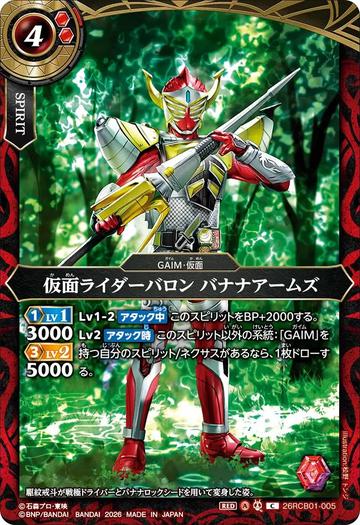 4
SPIRIT
GAIM・仮面
仮面ライダーバロン バナナアームズ
1 LV1 3000
Lv1-2 アタック中 このスピリットをBP+2000する。
Lv2 アタック時 このスピリット以外の系統:「GAIM」を
3 LV2 5000
持つ自分のスピリット/ネクサスがあるなら、1枚ドローする。
駆紋戒斗が戦極ドライバーとバナナロックシードを用いて変身した姿。
©石森プロ・東映
©BNP/BANDAI BANDAI 2026 MADE IN JAPAN
RED A C 26RCB01-005
Illustration:松野 トンジ